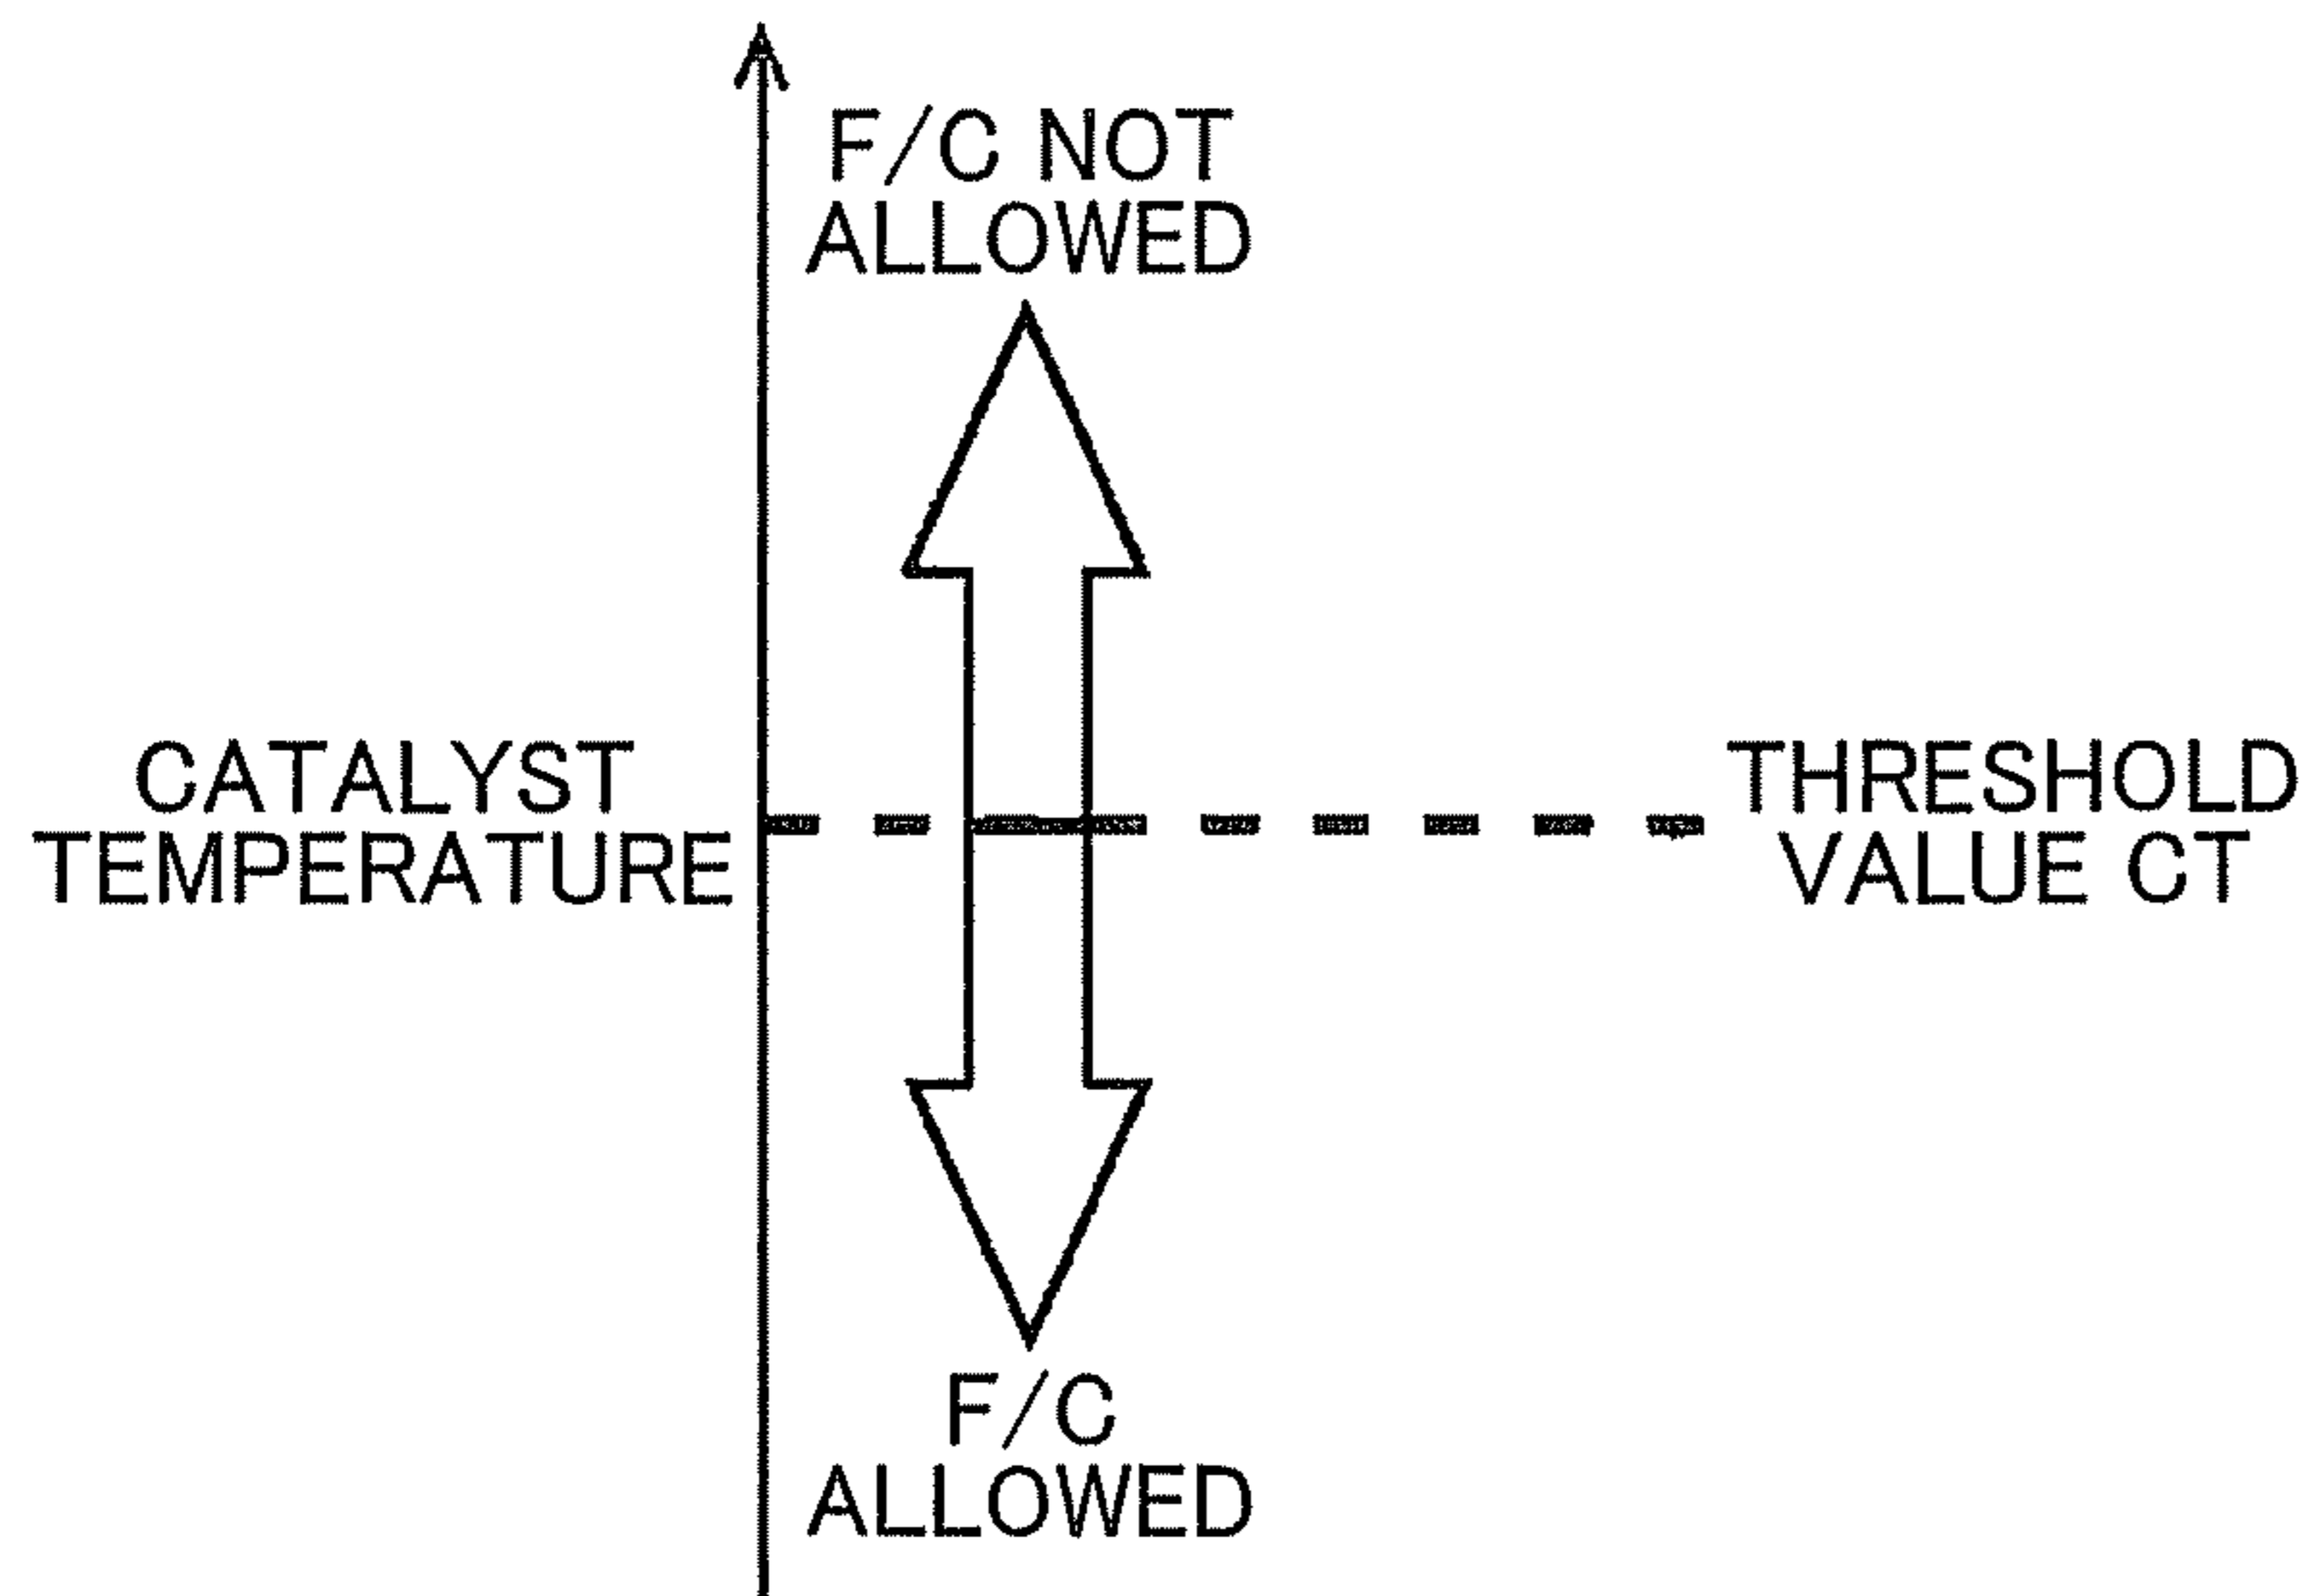 F/C NOT
ALLOWED
CATALYST
TEMPERATURE
THRESHOLD
VALUE CT
F/C
ALLOWED